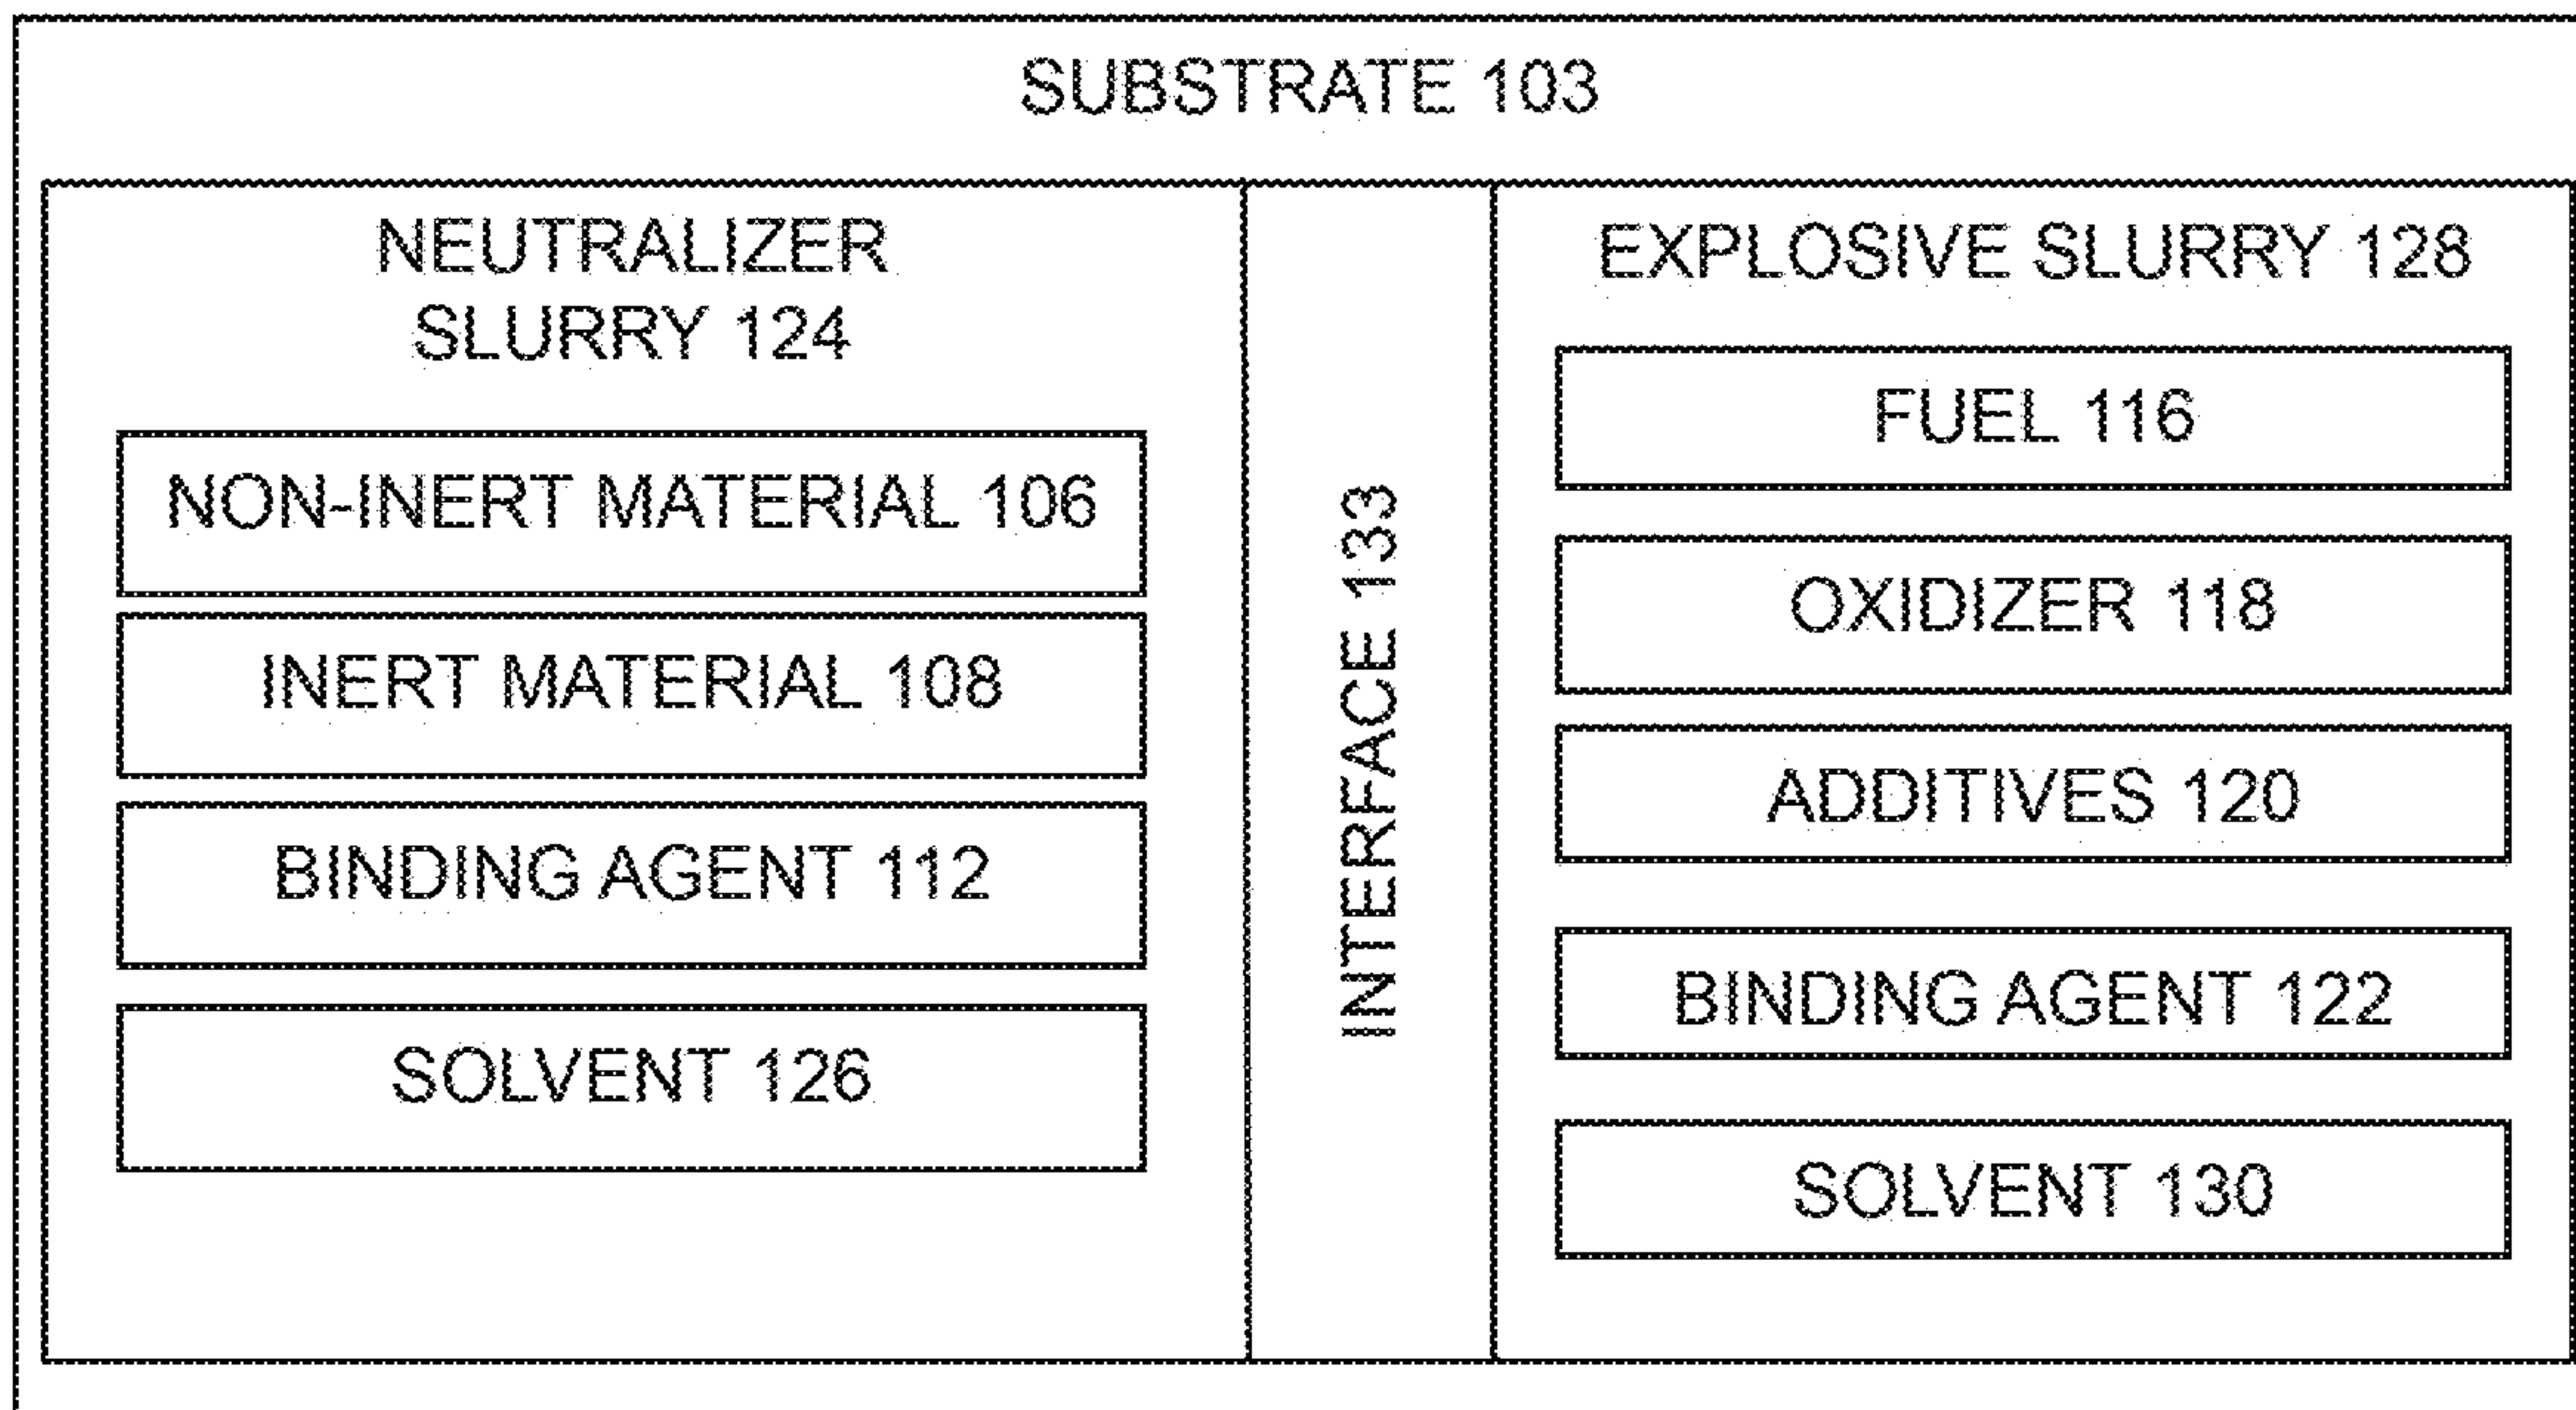 SUBSTRATE 103
NEUTRALIZER
SLURRY 124
NON-INERT MATERIAL 106
INERT MATERIAL 108
BINDING AGENT 112
SOLVENT 126
INTERFACE 133
EXPLOSIVE SLURRY 128
FUEL 116
OXIDIZER 118
ADDITIVES 120
BINDING AGENT 122
SOLVENT 130